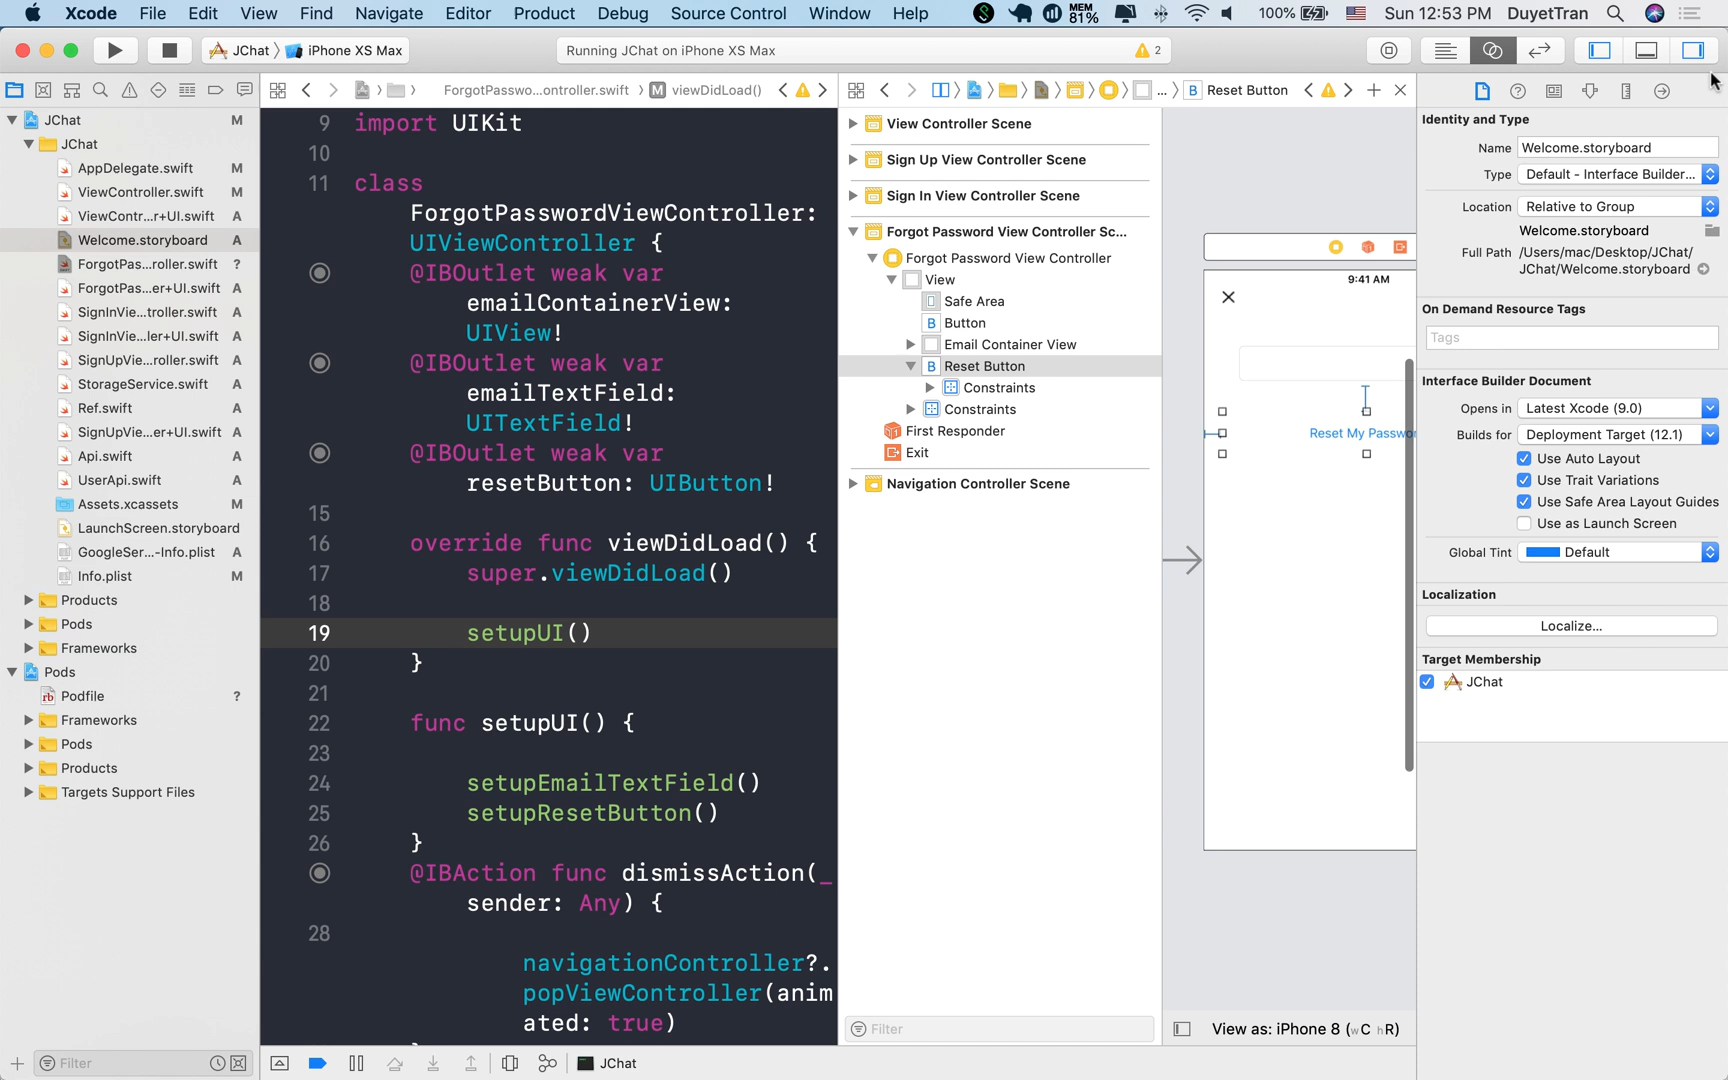 Xcode File Edit View Find Navigate Editor Product Debug Source Control Window Help MEM 81% 100% Sun 12:53 PM DuyetTran
JChat iPhone XS Max Running JChat on iPhone XS Max 2
ForgotPasswo...ontroller.swift M viewDidLoad() ... B Reset Button
JChat M
JChat
AppDelegate.swift M
ViewController.swift M
ViewContr...r+UI.swift A
Welcome.storyboard A
ForgotPas...roller.swift ?
ForgotPas...er+UI.swift A
SignInVie...troller.swift A
SignInVie...ler+UI.swift A
SignUpVie...roller.swift A
StorageService.swift A
Ref.swift A
SignUpVie...er+UI.swift A
Api.swift A
UserApi.swift A
Assets.xcassets M
LaunchScreen.storyboard
GoogleSer...-Info.plist A
Info.plist M
Products
Pods
Frameworks
Pods
rb Podfile ?
Frameworks
Pods
Products
Targets Support Files
Filter
9 import UIKit
10
11 class
ForgotPasswordViewController:
UIViewController {
@IBOutlet weak var
emailContainerView:
UIView!
@IBOutlet weak var
emailTextField:
UITextField!
@IBOutlet weak var
resetButton: UIButton!
15
16 override func viewDidLoad() {
17 super.viewDidLoad()
18
19 setupUI()
20 }
21
22 func setupUI() {
23
24 setupEmailTextField()
25 setupResetButton()
26 }
@IBAction func dismissAction(_
sender: Any) {
28
navigationController?.
popViewController(anim
ated: true)
JChat
View Controller Scene
Sign Up View Controller Scene
Sign In View Controller Scene
Forgot Password View Controller Sc...
Forgot Password View Controller
View
Safe Area
B Button
Email Container View
B Reset Button
Constraints
Constraints
First Responder
Exit
Navigation Controller Scene
Filter
9:41 AM
Reset My Passwo
View as: iPhone 8 (wC hR)
Identity and Type
Name Welcome.storyboard
Type Default - Interface Builder...
Location Relative to Group
Welcome.storyboard
Full Path /Users/mac/Desktop/JChat/
JChat/Welcome.storyboard
On Demand Resource Tags
Tags
Interface Builder Document
Opens in Latest Xcode (9.0)
Builds for Deployment Target (12.1)
Use Auto Layout
Use Trait Variations
Use Safe Area Layout Guides
Use as Launch Screen
Global Tint Default
Localization
Localize...
Target Membership
JChat